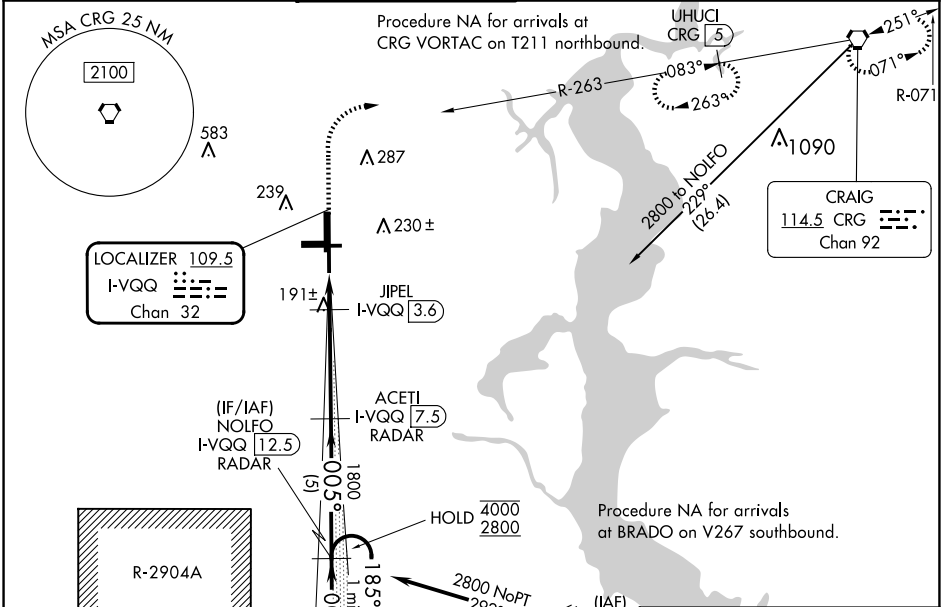 MSA CRG 25 NM
2100
583
Procedure NA for arrivals at
CRG VORTAC on T211 northbound.
UHUCI
CRG 5
251°
071°
R-071
083°
263°
R-263
287
239
230 ±
1090
2800 to NOLFO
229°
(26.4)
CRAIG
114.5 CRG
Chan 92
LOCALIZER 109.5
I-VQQ
Chan 32
191±
JIPEL
I-VQQ 3.6
ACETI
I-VQQ 7.5
RADAR
(IF/IAF)
NOLFO
I-VQQ 12.5
RADAR
005°
(5)
1800
HOLD 4000
2800
185°
Procedure NA for arrivals
at BRADO on V267 southbound.
R-2904A
2800 NoPT
(IAF)